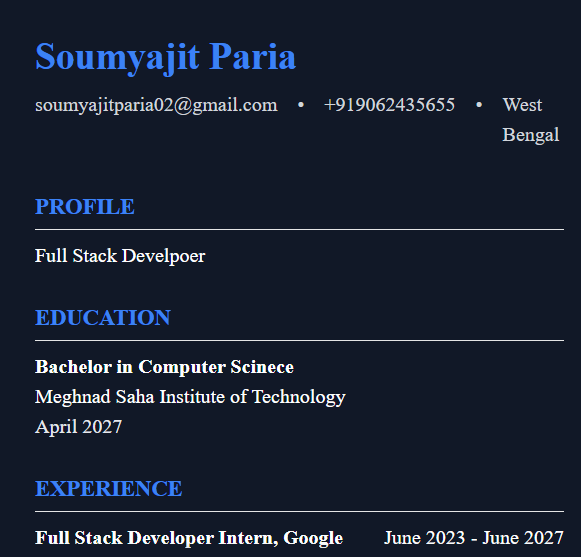 Soumyajit Paria
soumyajitparia02@gmail.com • +919062435655 • West
Bengal
PROFILE
Full Stack Develpoer
EDUCATION
Bachelor in Computer Scinece
Meghnad Saha Institute of Technology
April 2027
EXPERIENCE
Full Stack Developer Intern, Google June 2023 - June 2027